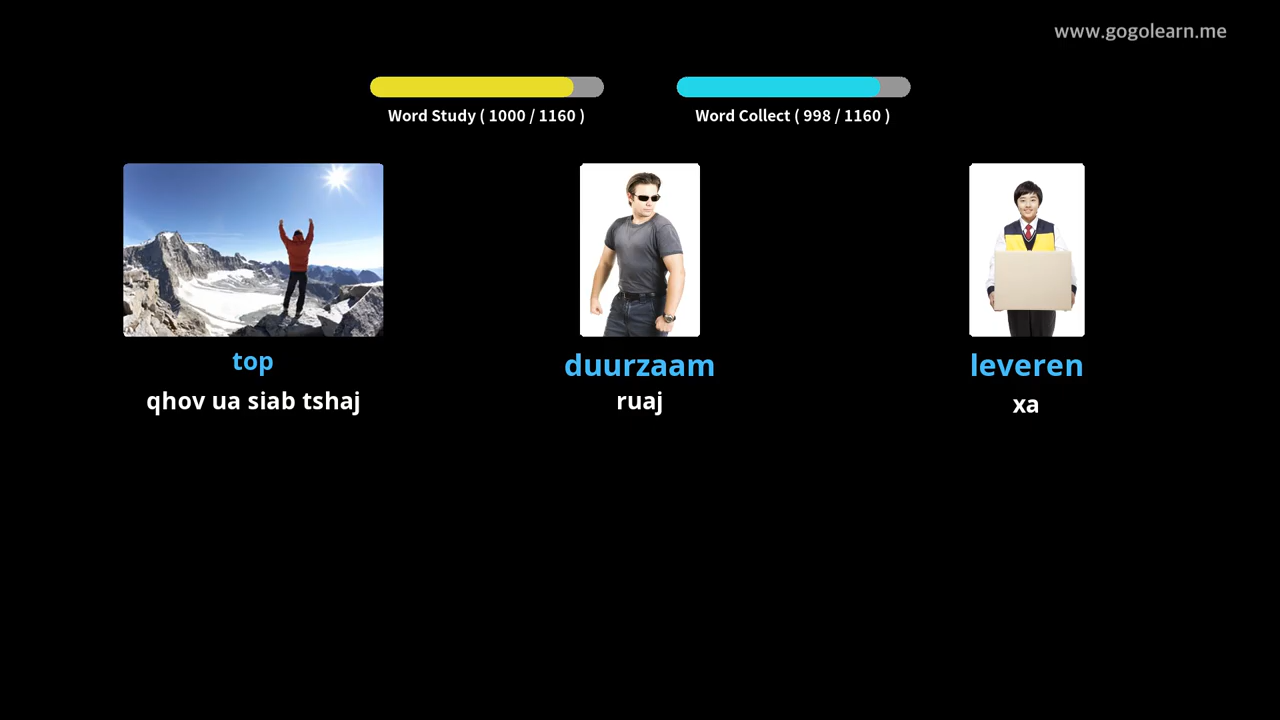 www.gogolearn.me
Word Study ( 1000 / 1160 )
Word Collect ( 998 / 1160 )
top
qhov ua siab tshaj
duurzaam
ruaj
leveren
xa